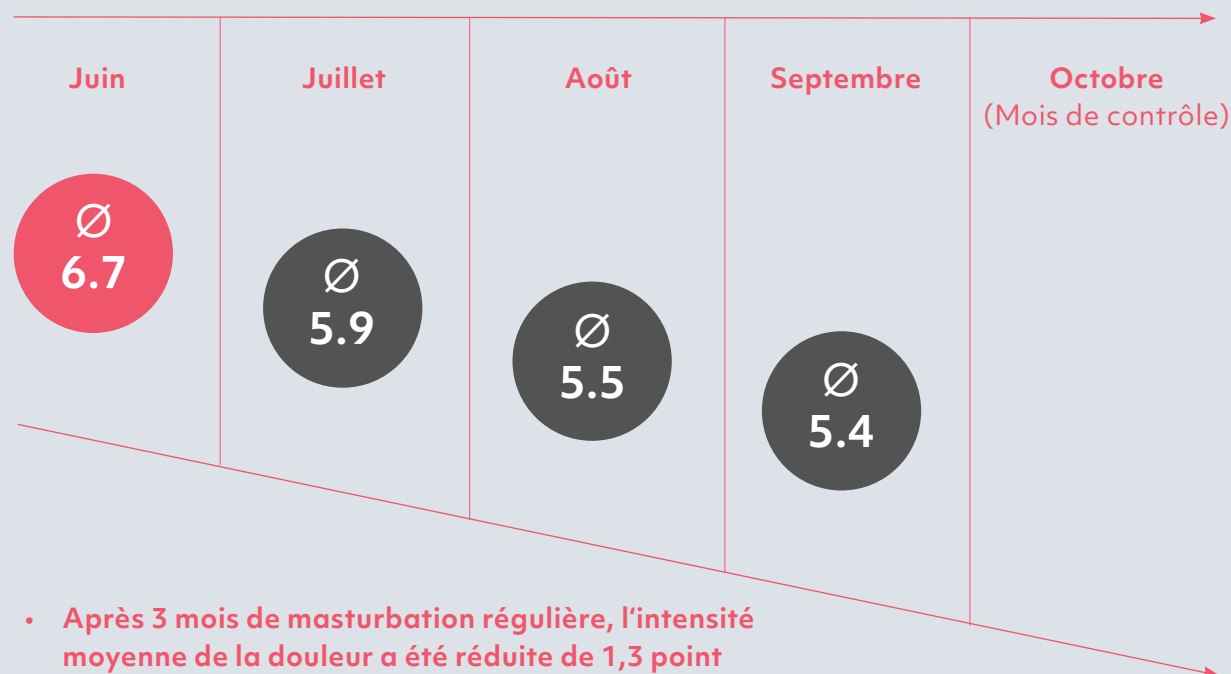 Juin
Juillet
Août
Septembre
Octobre
(Mois de contrôle)
Ø
6.7
Ø
5.9
Ø
5.5
Ø
5.4
• Après 3 mois de masturbation régulière, l‘intensité
moyenne de la douleur a été réduite de 1,3 point